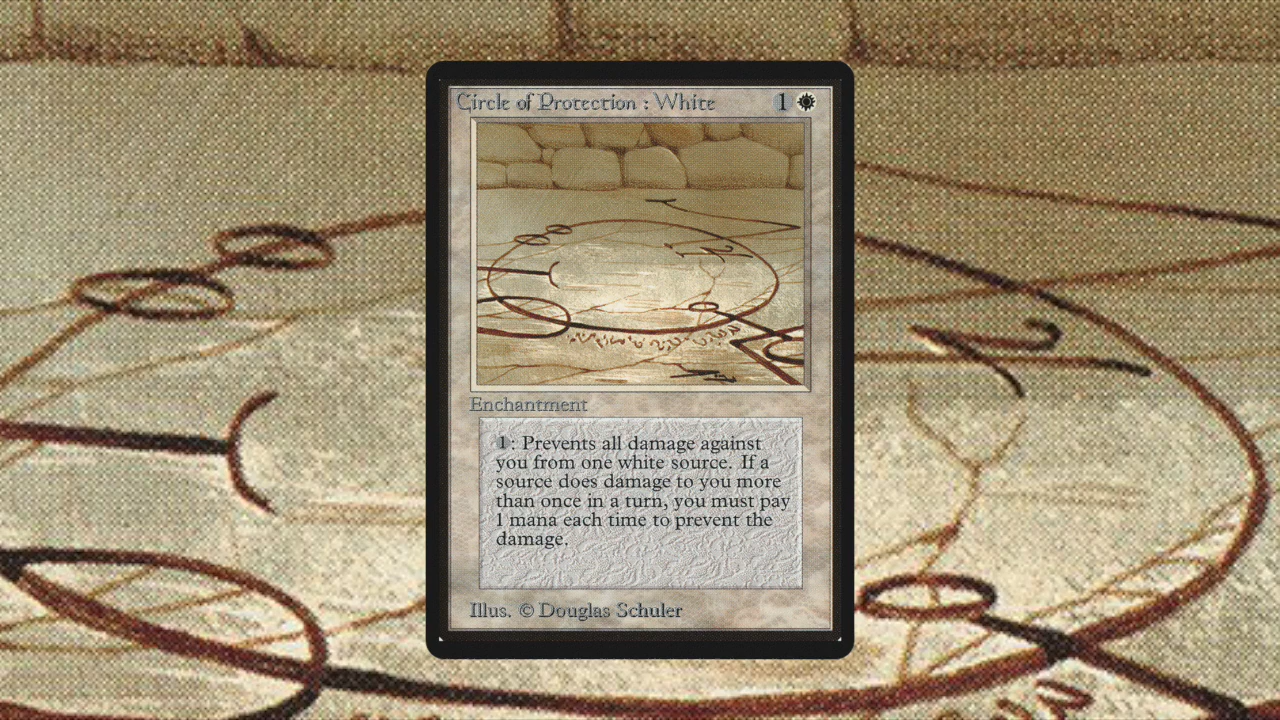 Circle of Protection : White 1
Enchantment
1: Prevents all damage against
you from one white source. If a
source does damage to you more
than once in a turn, you must pay
1 mana each time to prevent the
damage.
Illus. © Douglas Schuler